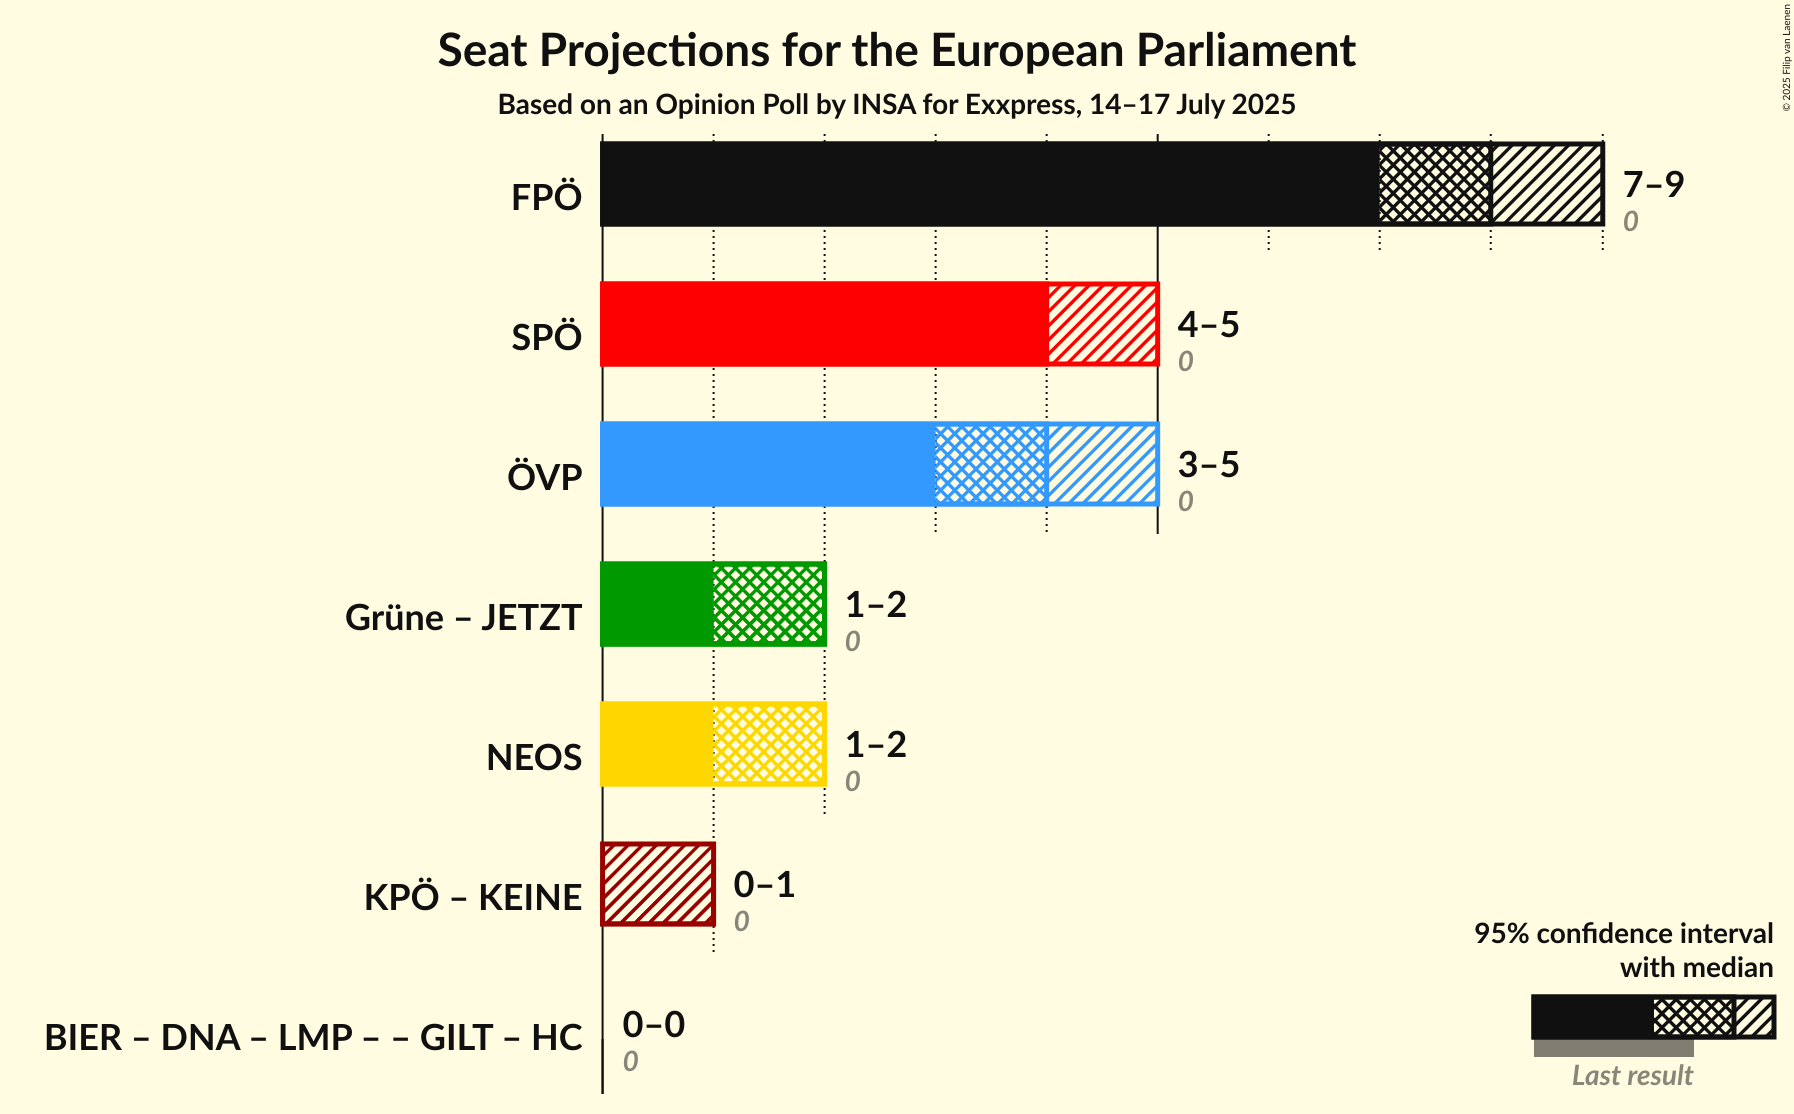 Seat Projections for the European Parliament
Based on an Opinion Poll by INSA for Exxpress, 14–17 July 2025
© 2025 Filip van Laenen
FPÖ
7–9
0
SPÖ
4–5
0
ÖVP
3–5
0
Grüne – JETZT
1–2
0
NEOS
1–2
0
KPÖ – KEINE
0–1
0
BIER – DNA – LMP – – GILT – HC
0–0
0
95% confidence interval
with median
Last result